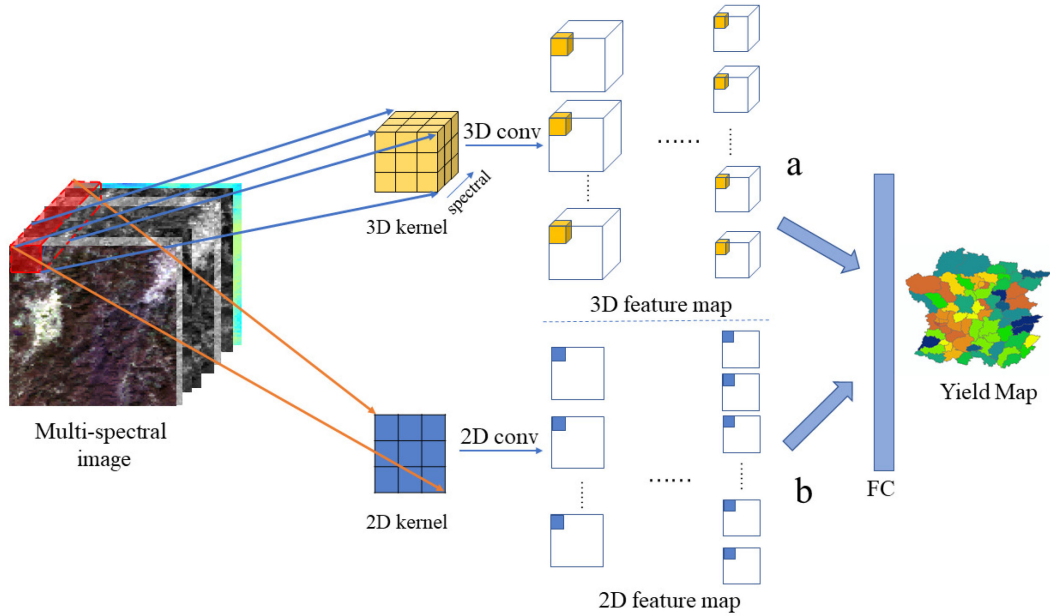 3D conv
spectral
3D kernel
Multi-spectral
image
2D conv
2D kernel
......
......
a
3D feature map
......
......
b
2D feature map
FC
Yield Map